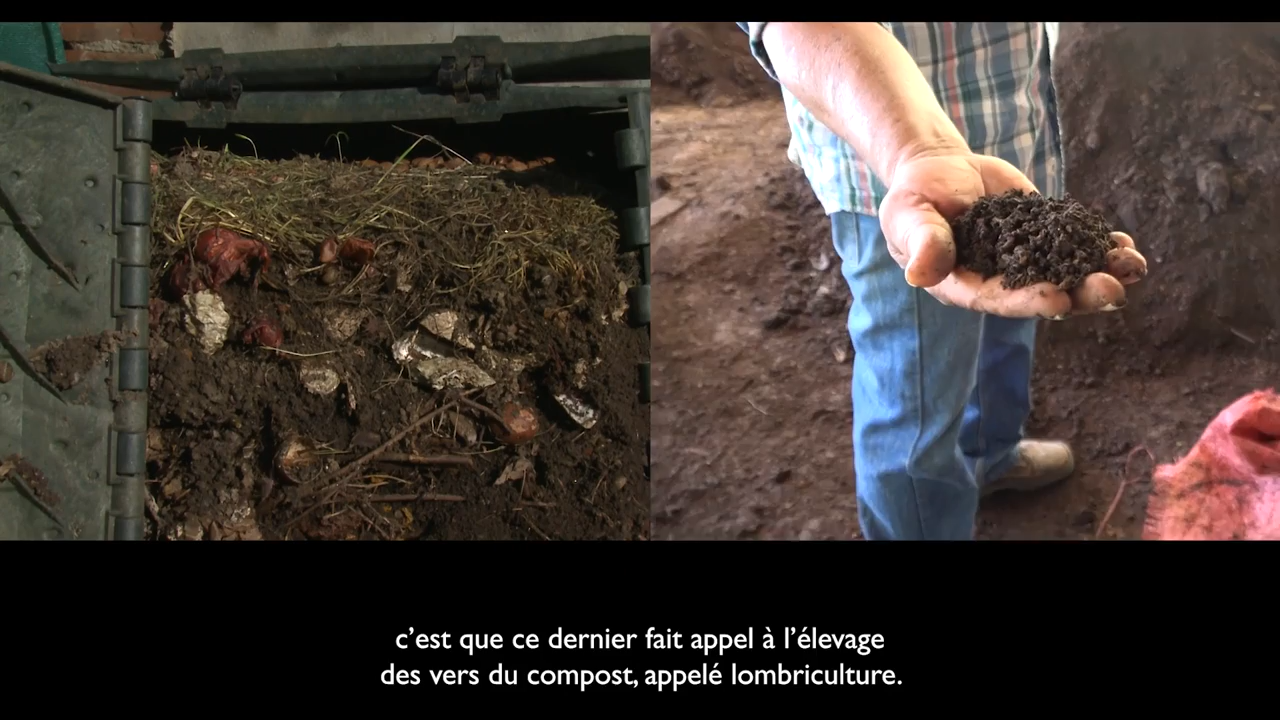 c’est que ce dernier fait appel à l’élevage
des vers du compost, appelé lombriculture.